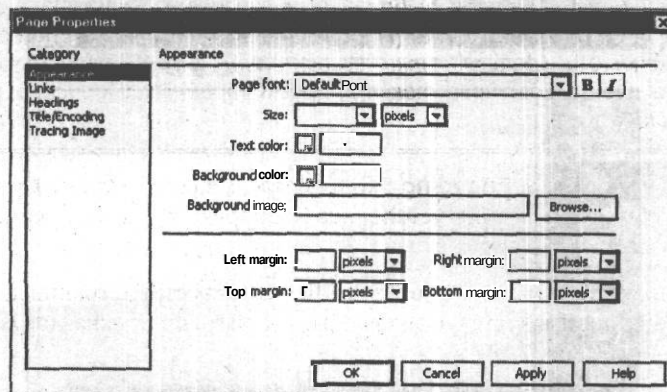 Page Properties
Category
Appearance
Links
Headings
Title/Encoding
Tracing Image
Appearance
Page font: DefaultPont B I
Size: pixels
Text color:
Background color:
Background image; Browse...
Left margin: pixels Right margin: pixels
Top margin: pixels Bottom margin: pixels
OK Cancel Apply Help